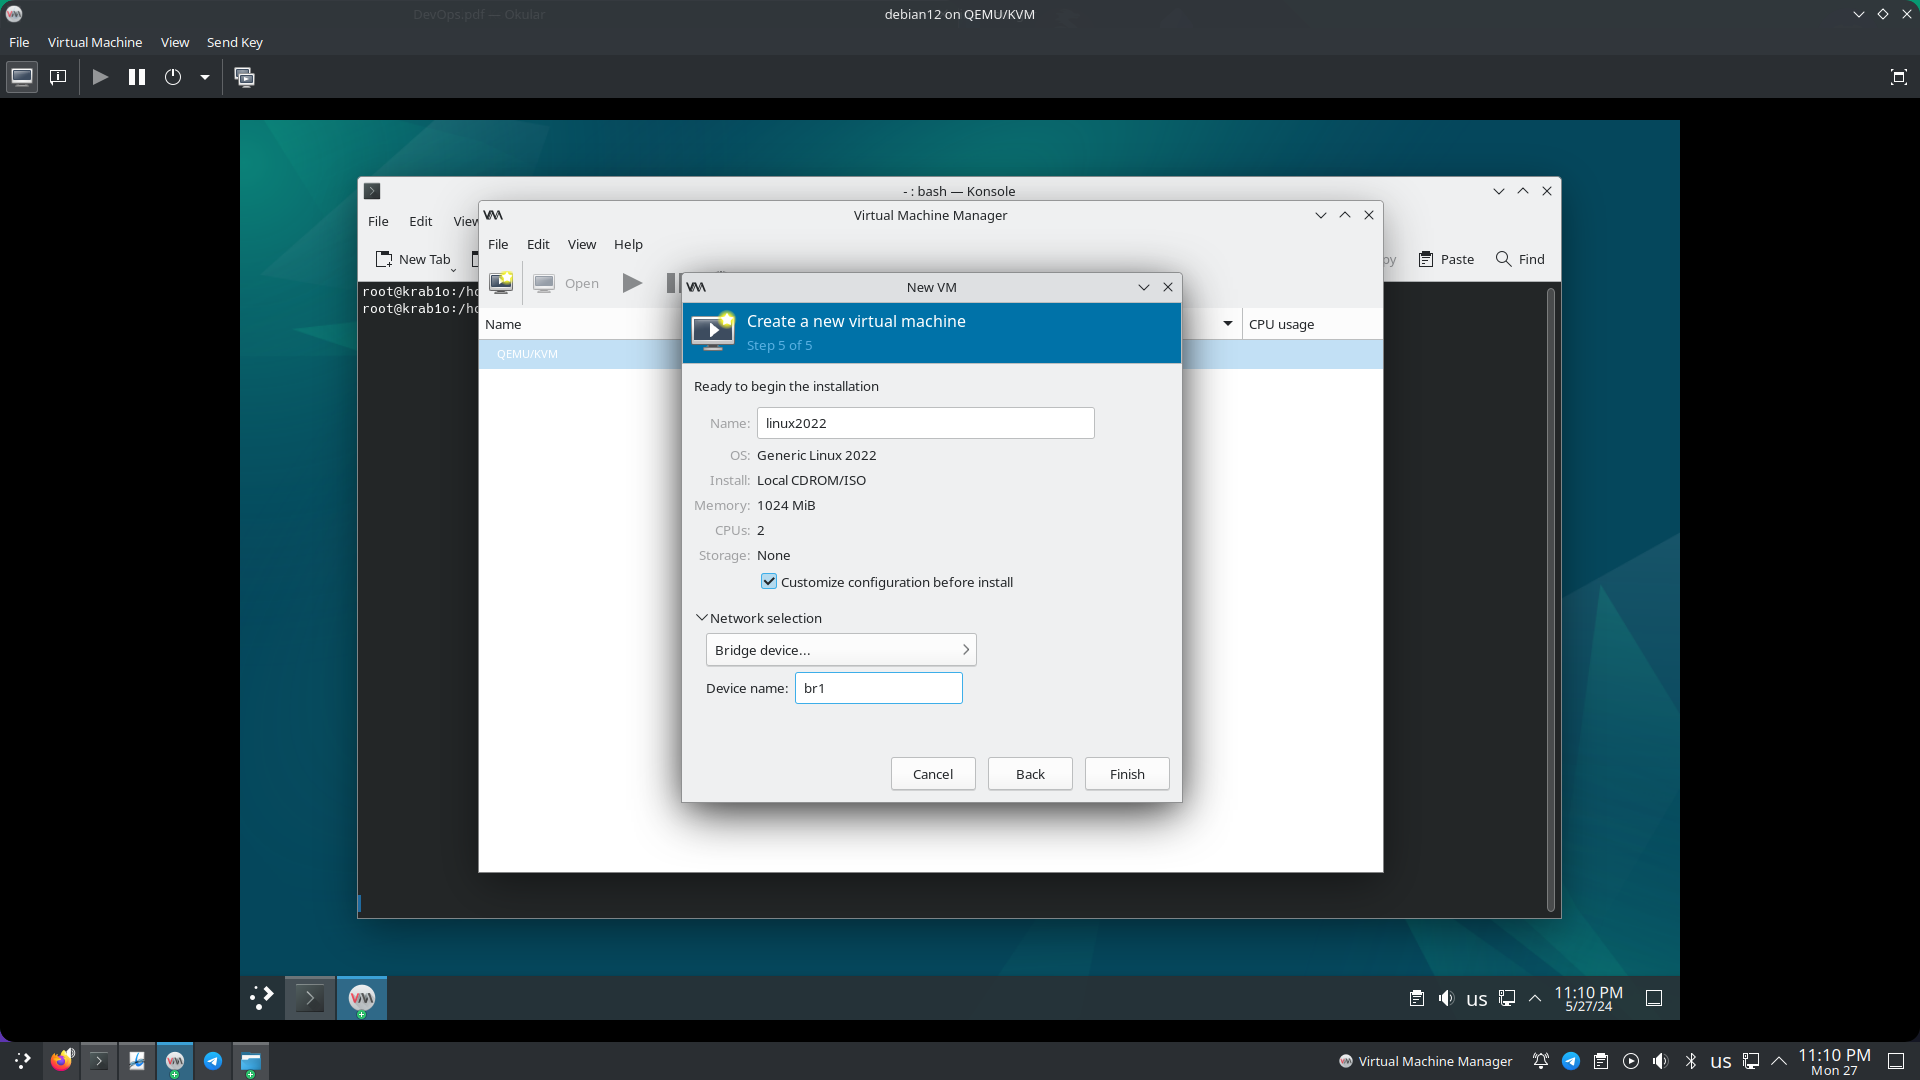 DevOps.pdf — Okular
debian12 on QEMU/KVM
File Virtual Machine View Send Key
- : bash — Konsole
File Edit View
Virtual Machine Manager
File Edit View Help
New Tab
Paste
Find
Open
root@krab1o:/ho
root@krab1o:/ho
Name
CPU usage
QEMU/KVM
New VM
Create a new virtual machine
Step 5 of 5
Ready to begin the installation
Name: linux2022
OS: Generic Linux 2022
Install: Local CDROM/ISO
Memory: 1024 MiB
CPUs: 2
Storage: None
Customize configuration before install
Network selection
Bridge device...
Device name: br1
Cancel Back Finish
us
11:10 PM
5/27/24
Virtual Machine Manager
us
11:10 PM
Mon 27